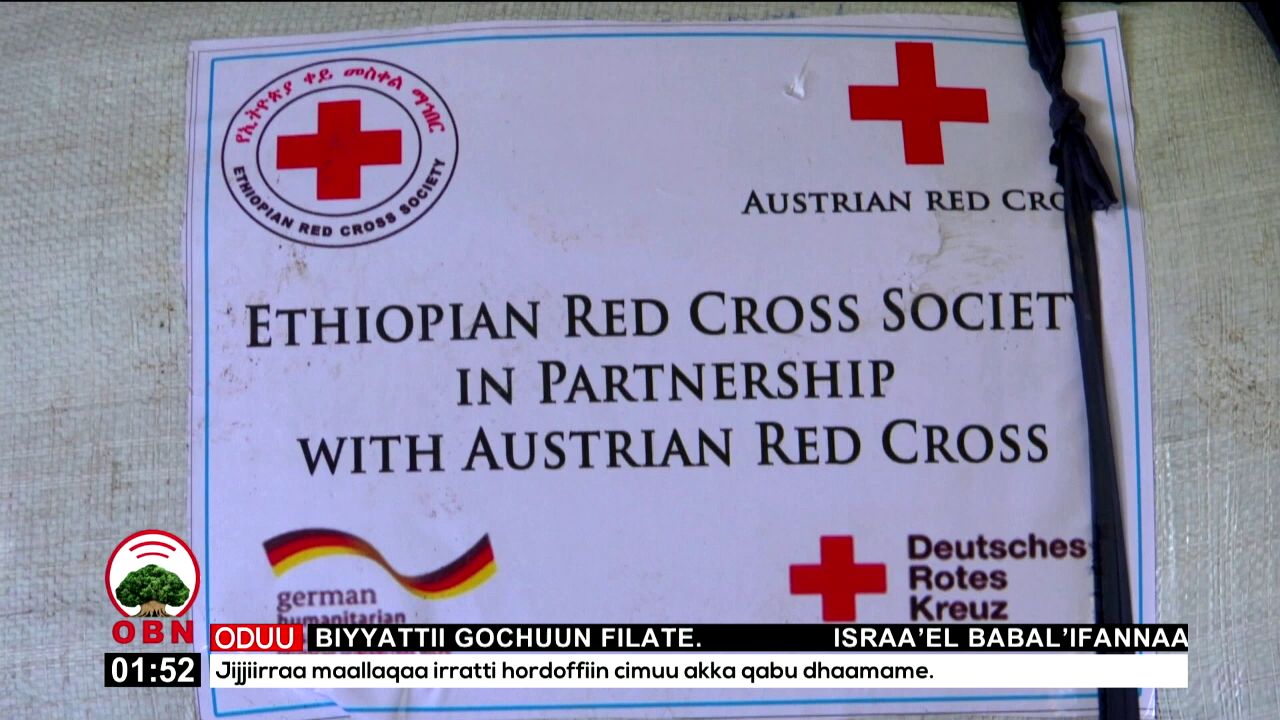 የኢትዮጵያ ቀይ መስቀል ማኅበር
ETHIOPIAN RED CROSS SOCIETY
AUSTRIAN RED CRO
ETHIOPIAN RED CROSS SOCIETY
IN PARTNERSHIP
WITH AUSTRIAN RED CROSS
german
humanitarian
Deutsches
Rotes
Kreuz
OBN
ODUU BIYYATTII GOCHUUN FILATE. ISRAA'EL BABAL'IFANNAA
01:52
Jijjiirraa maallaqaa irratti hordoffiin cimuu akka qabu dhaamame.